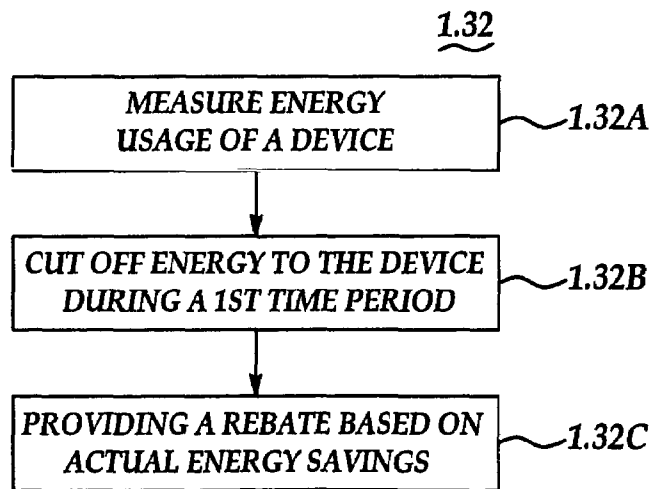 1.32
MEASURE ENERGY
USAGE OF A DEVICE
1.32A
CUT OFF ENERGY TO THE DEVICE
DURING A 1ST TIME PERIOD
1.32B
PROVIDING A REBATE BASED ON
ACTUAL ENERGY SAVINGS
1.32C